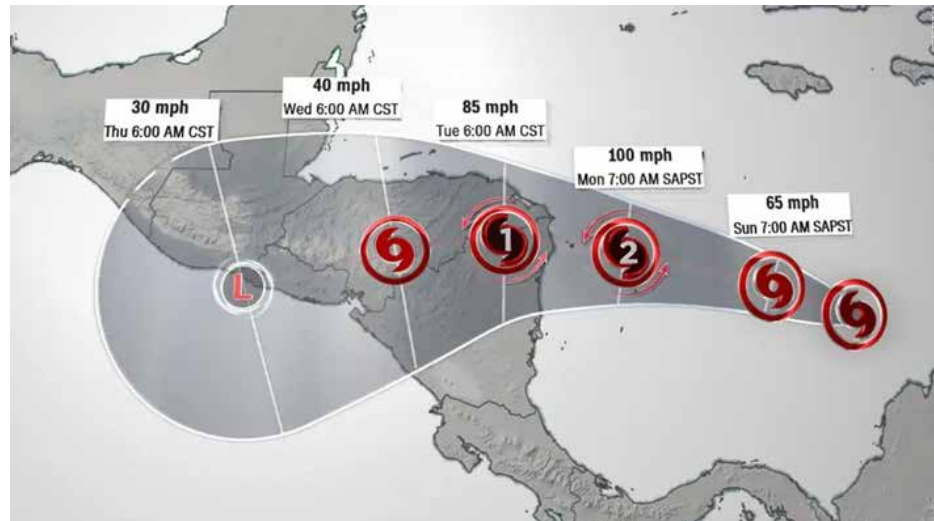 30 mph
Thu 6:00 AM CST
40 mph
Wed 6:00 AM CST
85 mph
Tue 6:00 AM CST
100 mph
Mon 7:00 AM SAPST
65 mph
Sun 7:00 AM SAPST
L
1
2